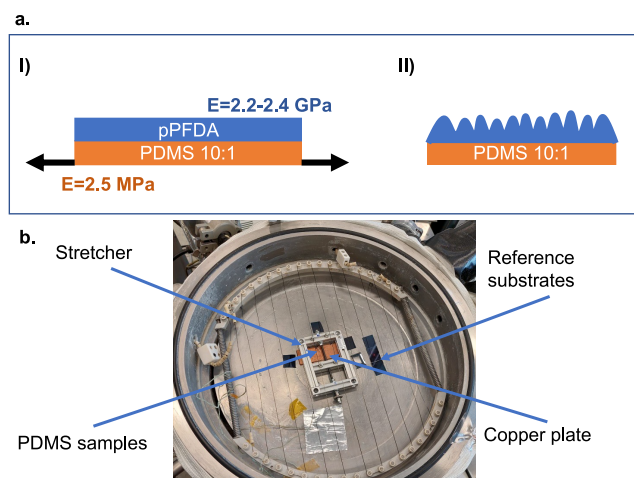 a.
I)
II)
E=2.2-2.4 GPa
pPFDA
PDMS 10:1
PDMS 10:1
E=2.5 MPa
b.
Stretcher
Reference
substrates
PDMS samples
Copper plate